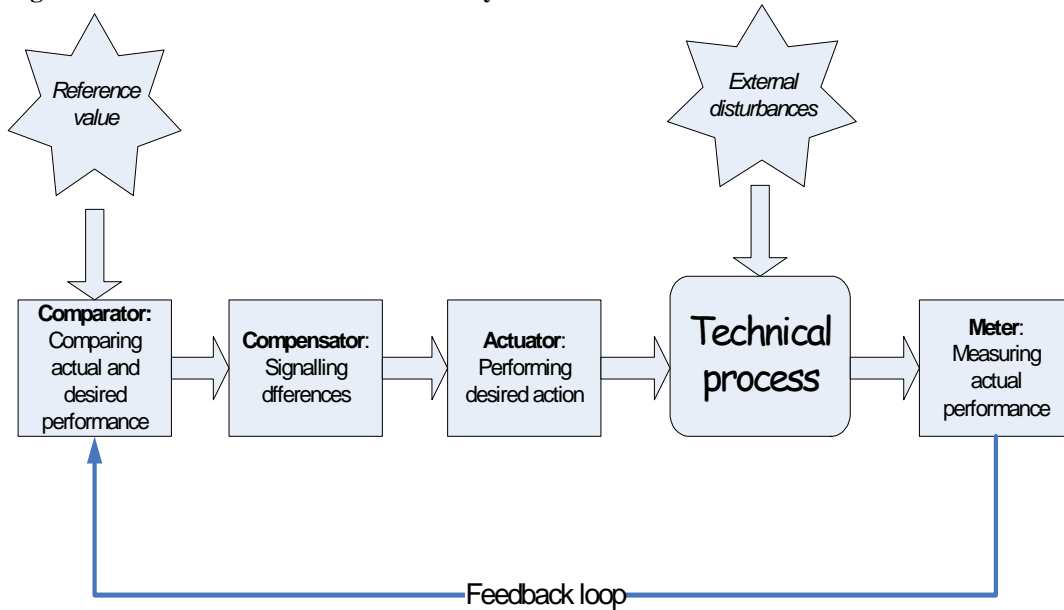 Reference
value
External
disturbances
Comparator:
Comparing
actual and
desired
performance
Compensator:
Signalling
dfferences
Actuator:
Performing
desired action
Technical
process
Meter:
Measuring
actual
performance
Feedback loop